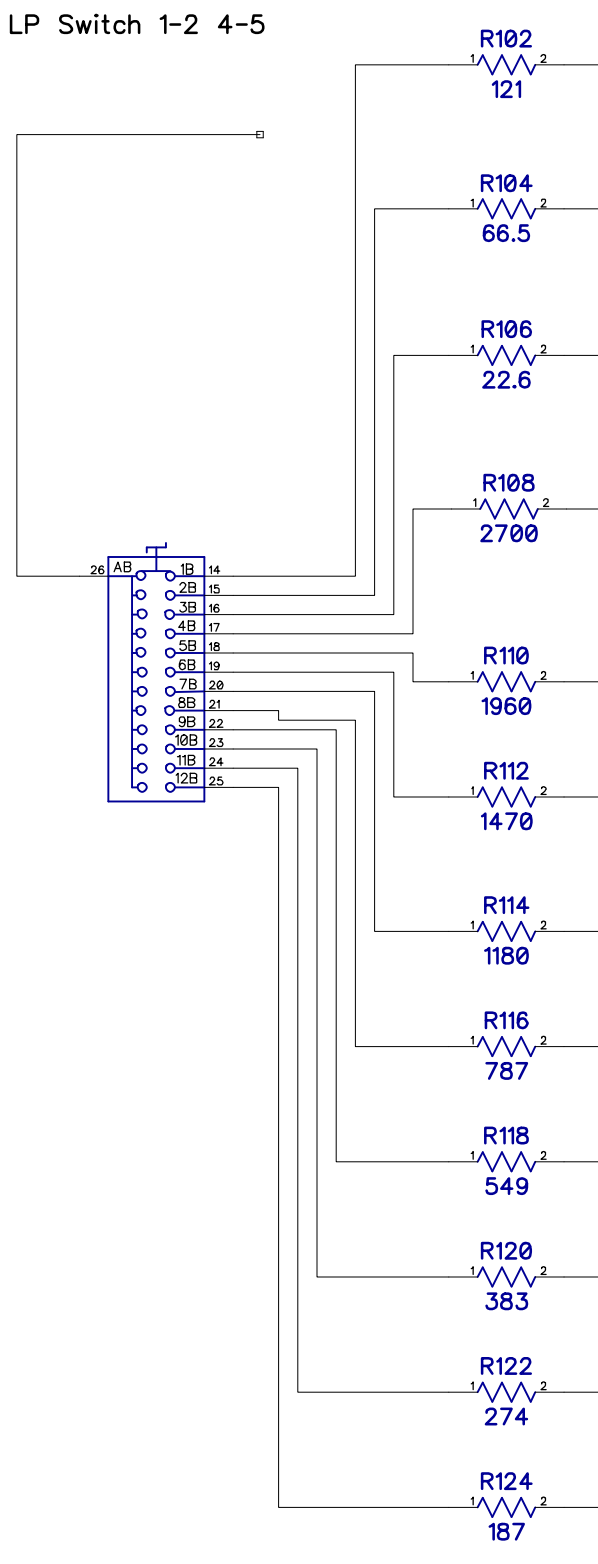 LP Switch 1-2 4-5
R102
1 2
121
R104
1 2
66.5
R106
1 2
22.6
R108
1 2
2700
26 AB 1B 14
2B 15
3B 16
4B 17
5B 18
6B 19
7B 20
8B 21
9B 22
10B 23
11B 24
12B 25
R110
1 2
1960
R112
1 2
1470
R114
1 2
1180
R116
1 2
787
R118
1 2
549
R120
1 2
383
R122
1 2
274
R124
1 2
187